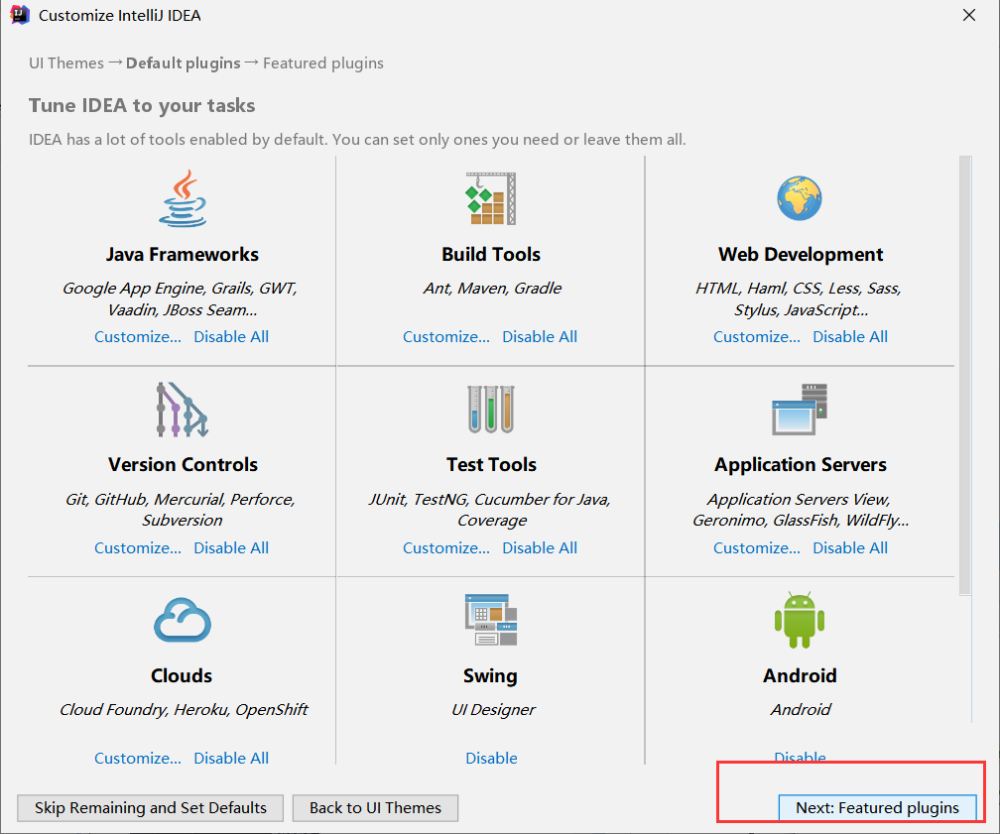 Customize IntelliJ IDEA
UI Themes → Default plugins → Featured plugins
Tune IDEA to your tasks
IDEA has a lot of tools enabled by default. You can set only ones you need or leave them all.
Java Frameworks
Google App Engine, Grails, GWT,
Vaadin, JBoss Seam...
Customize... Disable All
Build Tools
Ant, Maven, Gradle
Customize... Disable All
Web Development
HTML, Haml, CSS, Less, Sass,
Stylus, JavaScript...
Customize... Disable All
Version Controls
Git, GitHub, Mercurial, Perforce,
Subversion
Customize... Disable All
Test Tools
JUnit, TestNG, Cucumber for Java,
Coverage
Customize... Disable All
Application Servers
Application Servers View,
Geronimo, GlassFish, WildFly...
Customize... Disable All
Clouds
Cloud Foundry, Heroku, OpenShift
Customize... Disable All
Swing
UI Designer
Disable
Android
Android
Disable
Skip Remaining and Set Defaults
Back to UI Themes
Next: Featured plugins